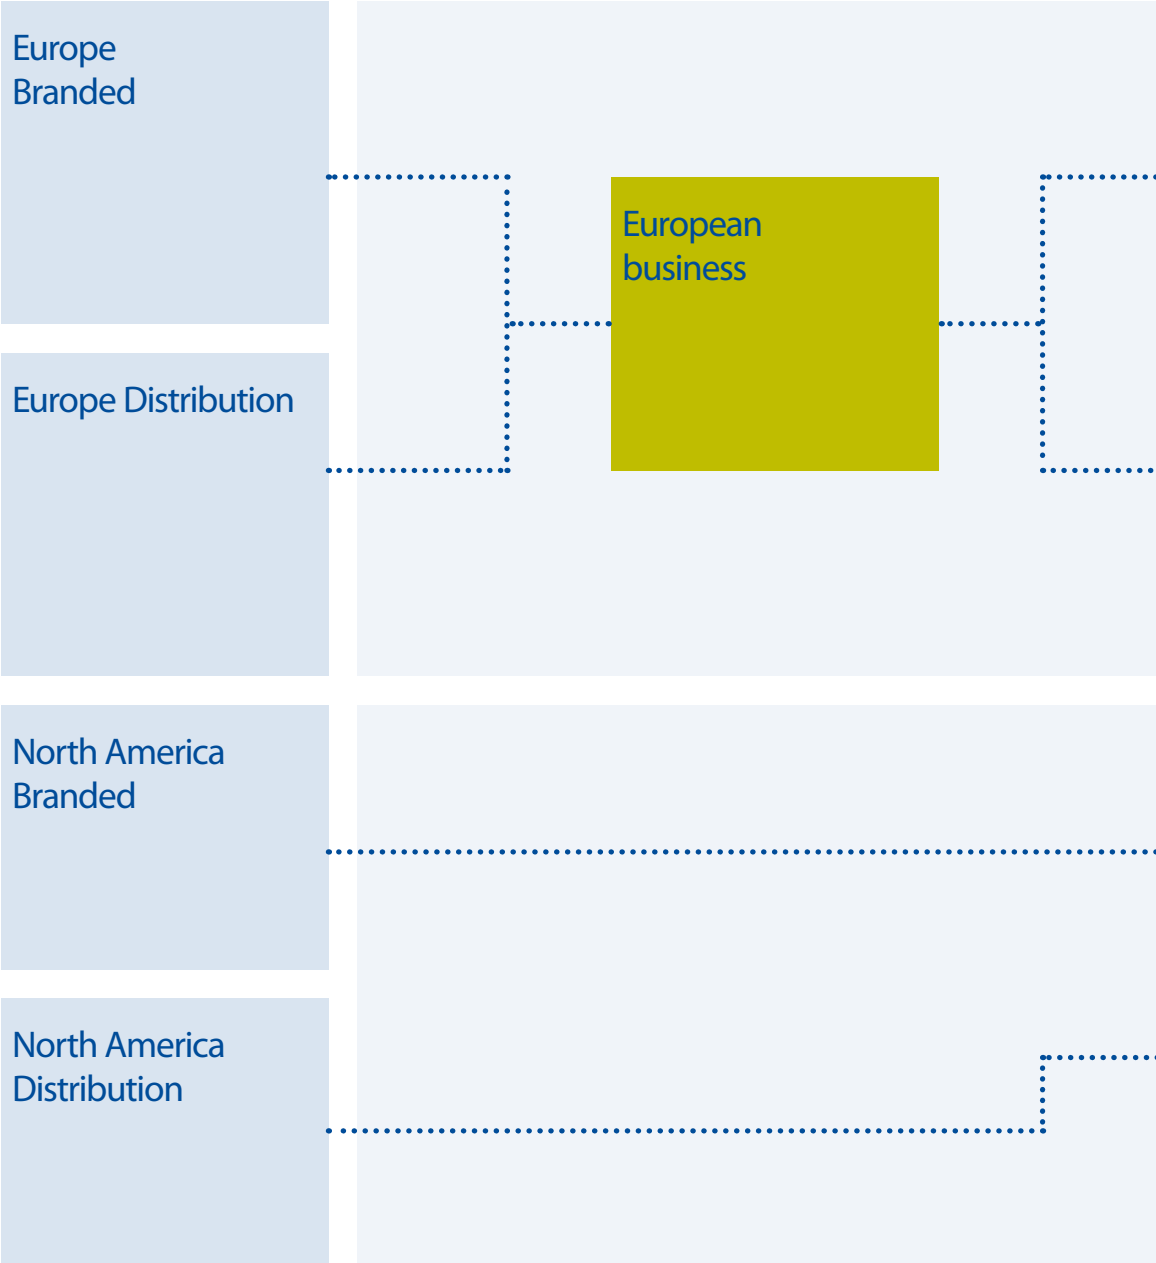 Europe
Branded
European
business
Europe Distribution
North America
Branded
North America
Distribution